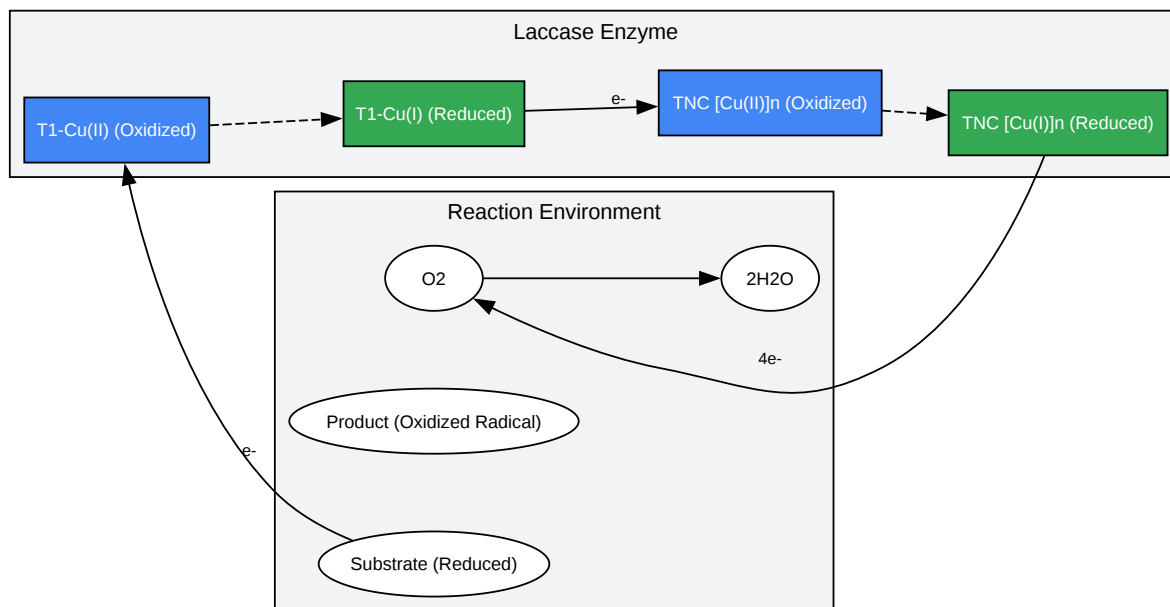 Laccase Enzyme
T1-Cu(II) (Oxidized)
T1-Cu(I) (Reduced)
e-
TNC [Cu(II)]n (Oxidized)
TNC [Cu(I)]n (Reduced)
Reaction Environment
O2
2H2O
4e-
Product (Oxidized Radical)
e-
Substrate (Reduced)